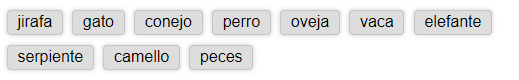 jirafa gato conejo perro oveja vaca elefante
serpiente camello peces